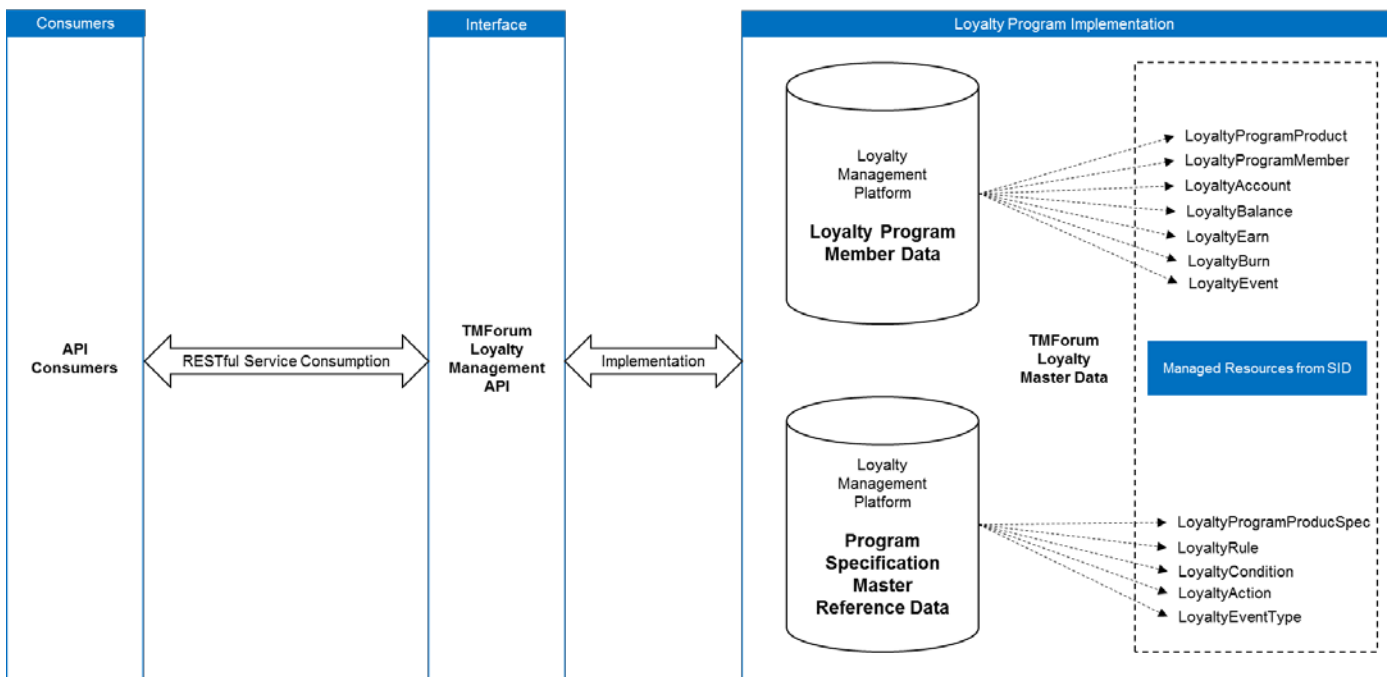 Consumers
Interface
Loyalty Program Implementation
API
Consumers
RESTful Service Consumption
TMForum
Loyalty
Management
API
Implementation
Loyalty
Management
Platform
Loyalty Program
Member Data
LoyaltyProgramProduct
LoyaltyProgramMember
LoyaltyAccount
LoyaltyBalance
LoyaltyEarn
LoyaltyBurn
LoyaltyEvent
TMForum
Loyalty
Master Data
Managed Resources from SID
Loyalty
Management
Platform
Program
Specification
Master
Reference Data
LoyaltyProgramProducSpec
LoyaltyRule
LoyaltyCondition
LoyaltyAction
LoyaltyEventType